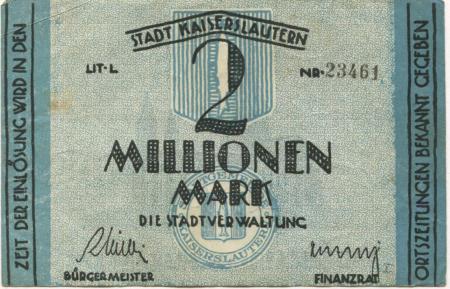 ZEIT DER EINLÖSUNG WIRD IN DEN
STADT KAISERSLAUTERN
LIT. L
NR. 23461
2
MILLIONEN
MARK
DIE STADTVERWALTUNG
KAISERSLAUTERN
BÜRGERMEISTER
FINANZRAT
ORTSZEITUNGEN BEKANNT GEGEBEN